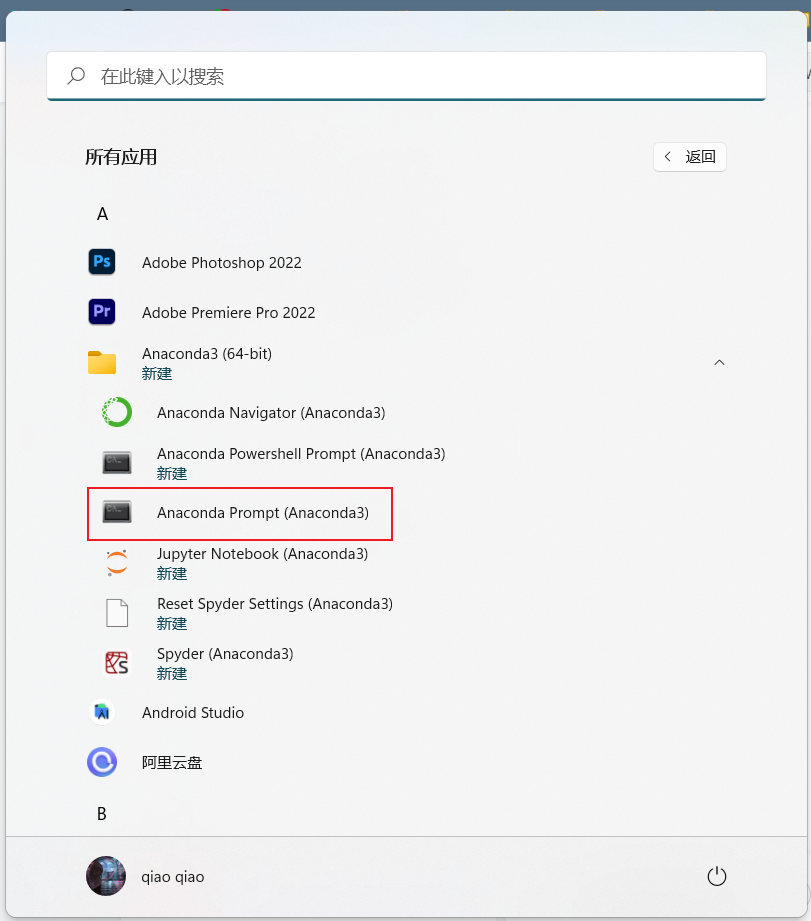 在此键入以搜索
所有应用
返回
A
Ps
Adobe Photoshop 2022
Pr
Adobe Premiere Pro 2022
Anaconda3 (64-bit)
新建
Anaconda Navigator (Anaconda3)
Anaconda Powershell Prompt (Anaconda3)
新建
Anaconda Prompt (Anaconda3)
Jupyter Notebook (Anaconda3)
新建
Reset Spyder Settings (Anaconda3)
新建
Spyder (Anaconda3)
新建
Android Studio
阿里云盘
B
qiao qiao